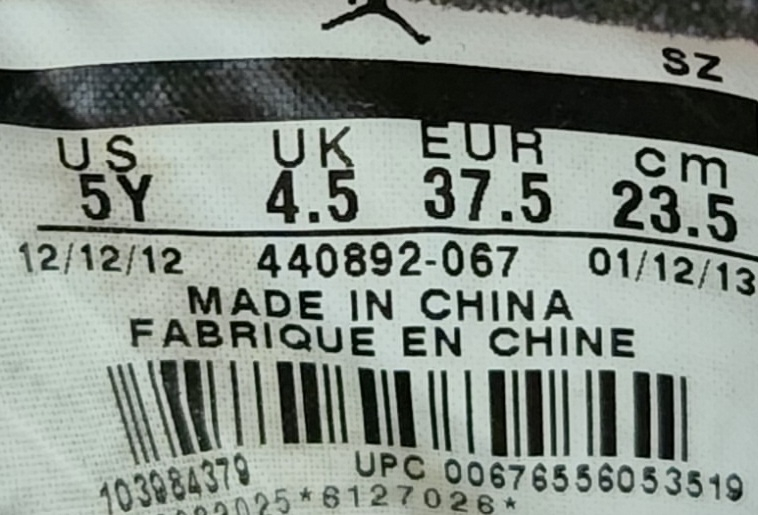 SZ
US UK EUR cm
5Y 4.5 37.5 23.5
12/12/12 440892-067 01/12/13
MADE IN CHINA
FABRIQUE EN CHINE
103984379 UPC 00676556053519
*6127026*